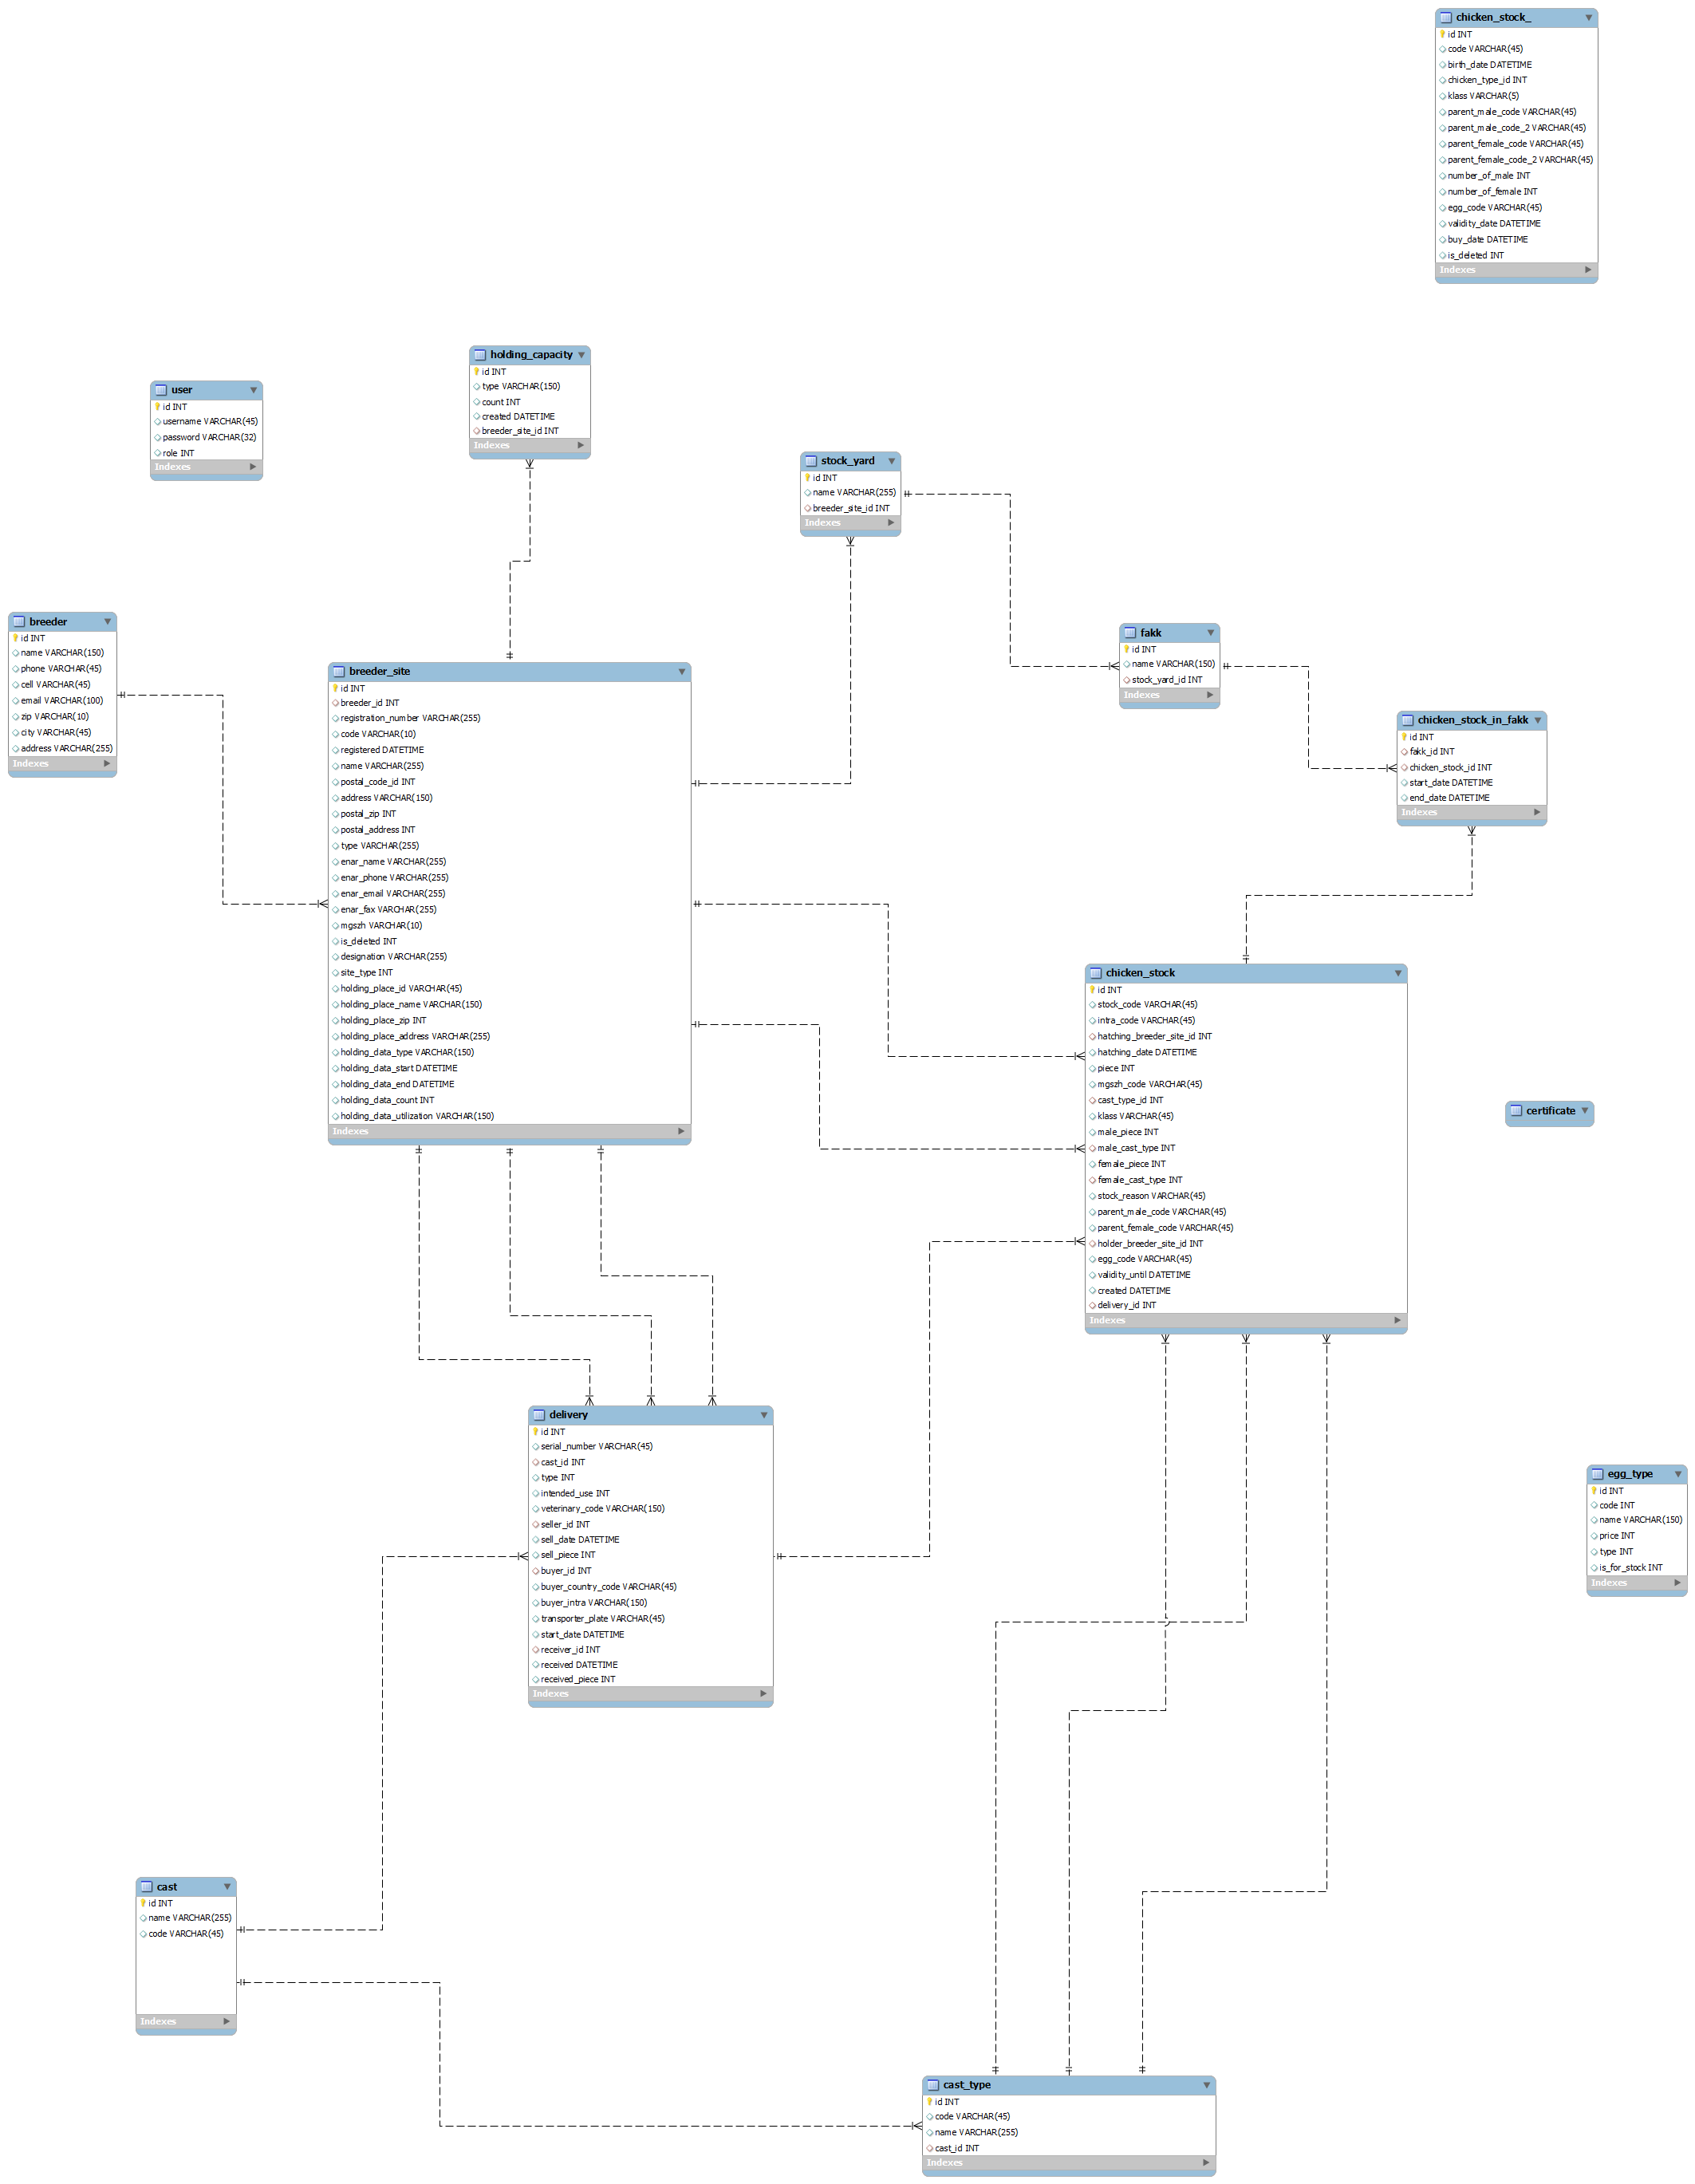 chicken_stock_
id INT
code VARCHAR(45)
birth_date DATETIME
chicken_type_id INT
klass VARCHAR(5)
parent_male_code VARCHAR(45)
parent_male_code_2 VARCHAR(45)
parent_female_code VARCHAR(45)
parent_female_code_2 VARCHAR(45)
number_of_male INT
number_of_female INT
egg_code VARCHAR(45)
validity_date DATETIME
buy_date DATETIME
is_deleted INT
Indexes
holding_capacity
id INT
type VARCHAR(150)
count INT
created DATETIME
breeder_site_id INT
Indexes
user
id INT
username VARCHAR(45)
password VARCHAR(32)
role INT
Indexes
stock_yard
id INT
name VARCHAR(255)
breeder_site_id INT
Indexes
breeder
id INT
name VARCHAR(150)
phone VARCHAR(45)
cell VARCHAR(45)
email VARCHAR(100)
zip VARCHAR(10)
city VARCHAR(45)
address VARCHAR(255)
Indexes
fakk
id INT
name VARCHAR(150)
stock_yard_id INT
Indexes
breeder_site
id INT
breeder_id INT
registration_number VARCHAR(255)
code VARCHAR(10)
registered DATETIME
name VARCHAR(255)
postal_code_id INT
address VARCHAR(150)
postal_zip INT
postal_address INT
type VARCHAR(255)
enar_name VARCHAR(255)
enar_phone VARCHAR(255)
enar_email VARCHAR(255)
enar_fax VARCHAR(255)
mgszh VARCHAR(10)
is_deleted INT
designation VARCHAR(255)
site_type INT
holding_place_id VARCHAR(45)
holding_place_name VARCHAR(150)
holding_place_zip INT
holding_place_address VARCHAR(255)
holding_data_type VARCHAR(150)
holding_data_start DATETIME
holding_data_end DATETIME
holding_data_count INT
holding_data_utilization VARCHAR(150)
Indexes
chicken_stock_in_fakk
id INT
fakk_id INT
chicken_stock_id INT
start_date DATETIME
end_date DATETIME
Indexes
chicken_stock
id INT
stock_code VARCHAR(45)
intra_code VARCHAR(45)
hatching_breeder_site_id INT
hatching_date DATETIME
piece INT
mgszh_code VARCHAR(45)
cast_type_id INT
klass VARCHAR(45)
male_piece INT
male_cast_type INT
female_piece INT
female_cast_type INT
stock_reason VARCHAR(45)
parent_male_code VARCHAR(45)
parent_female_code VARCHAR(45)
holder_breeder_site_id INT
egg_code VARCHAR(45)
validity_until DATETIME
created DATETIME
delivery_id INT
Indexes
certificate
delivery
id INT
serial_number VARCHAR(45)
cast_id INT
type INT
intended_use INT
veterinary_code VARCHAR(150)
seller_id INT
sell_date DATETIME
sell_piece INT
buyer_id INT
buyer_country_code VARCHAR(45)
buyer_intra VARCHAR(150)
transporter_plate VARCHAR(45)
start_date DATETIME
receiver_id INT
received DATETIME
received_piece INT
Indexes
egg_type
id INT
code INT
name VARCHAR(150)
price INT
type INT
is_for_stock INT
Indexes
cast
id INT
name VARCHAR(255)
code VARCHAR(45)
Indexes
cast_type
id INT
code VARCHAR(45)
name VARCHAR(255)
cast_id INT
Indexes